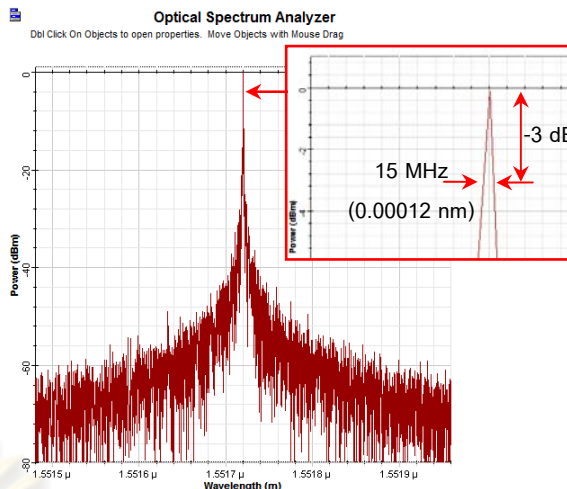 Optical Spectrum Analyzer
Dbl Click On Objects to open properties. Move Objects with Mouse Drag
0
-20
-40
-60
-80
Power (dBm)
1.5515 µ 1.5516 µ 1.5517 µ 1.5518 µ 1.5519 µ
Wavelength (m)
0
-2
-4
Power (dBm)
-3 dB
15 MHz
(0.00012 nm)